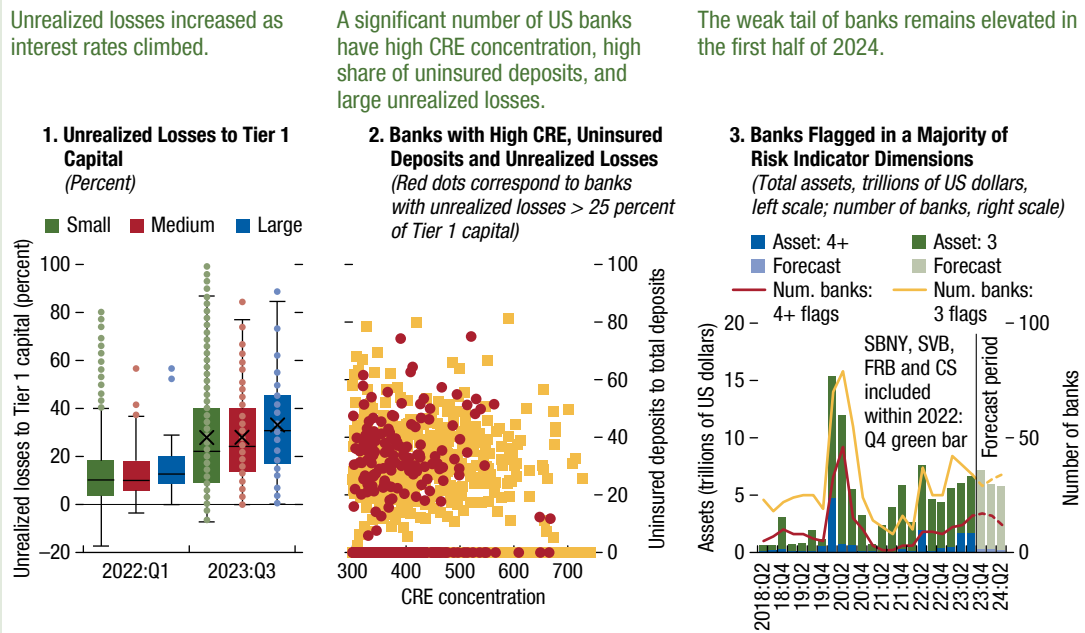 Unrealized losses increased as
interest rates climbed.
A significant number of US banks
have high CRE concentration, high
share of uninsured deposits, and
large unrealized losses.
The weak tail of banks remains elevated in
the first half of 2024.
1. Unrealized Losses to Tier 1
Capital
(Percent)
Small
Medium
Large
Unrealized losses to Tier 1 capital (percent)
100
80
60
40
20
0
–20
2022:Q1
2023:Q3
2. Banks with High CRE, Uninsured
Deposits and Unrealized Losses
(Red dots correspond to banks
with unrealized losses > 25 percent
of Tier 1 capital)
100
80
60
40
20
0
Uninsured deposits to total deposits
300
400
500
600
700
CRE concentration
3. Banks Flagged in a Majority of
Risk Indicator Dimensions
(Total assets, trillions of US dollars,
left scale; number of banks, right scale)
Asset: 4+
Asset: 3
Forecast
Forecast
Num. banks:
4+ flags
Num. banks:
3 flags
Assets (trillions of US dollars)
20
15
10
5
0
SBNY, SVB,
FRB and CS
included
within 2022:
Q4 green bar
Forecast period
100
50
0
Number of banks
2018:Q2
18:Q4
19:Q2
19:Q4
20:Q2
20:Q4
21:Q2
21:Q4
22:Q2
22:Q4
23:Q2
23:Q4
24:Q2